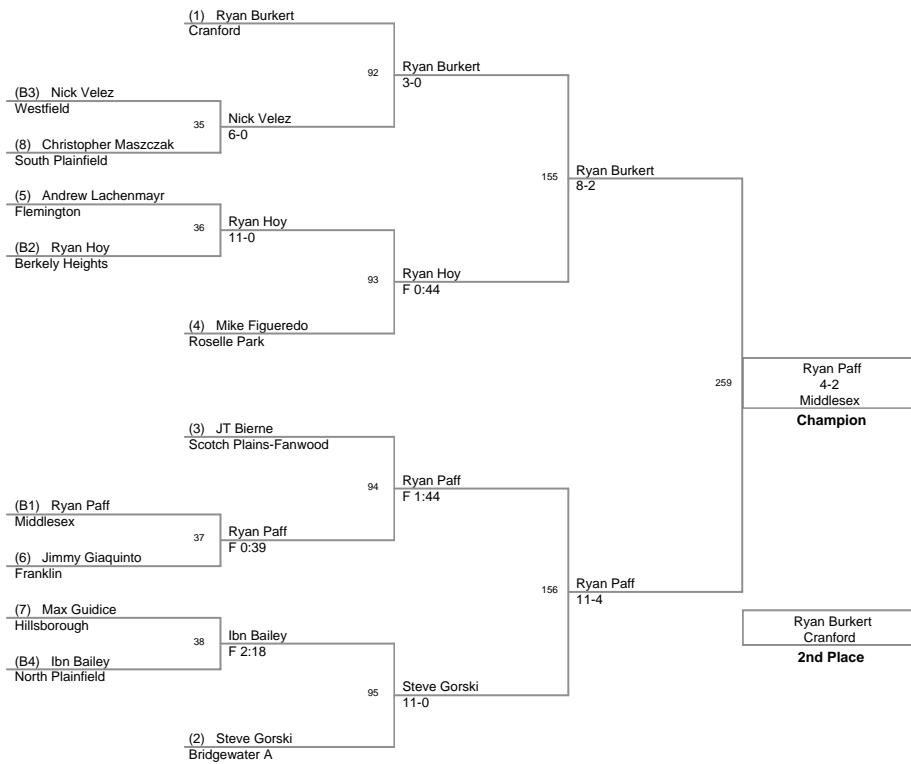 (1) Ryan Burkert
Cranford
92
Ryan Burkert
3-0
(B3) Nick Velez
Westfield
35
Nick Velez
6-0
(8) Christopher Maszczak
South Plainfield
155
Ryan Burkert
8-2
(5) Andrew Lachenmayr
Flemington
36
Ryan Hoy
11-0
(B2) Ryan Hoy
Berkely Heights
93
Ryan Hoy
F 0:44
(4) Mike Figueredo
Roselle Park
259
Ryan Paff
4-2
Middlesex
Champion
(3) JT Bierne
Scotch Plains-Fanwood
94
Ryan Paff
F 1:44
(B1) Ryan Paff
Middlesex
37
Ryan Paff
F 0:39
(6) Jimmy Giaquinto
Franklin
156
Ryan Paff
11-4
(7) Max Guidice
Hillsborough
38
Ibn Bailey
F 2:18
(B4) Ibn Bailey
North Plainfield
95
Steve Gorski
11-0
(2) Steve Gorski
Bridgewater A
Ryan Burkert
Cranford
2nd Place